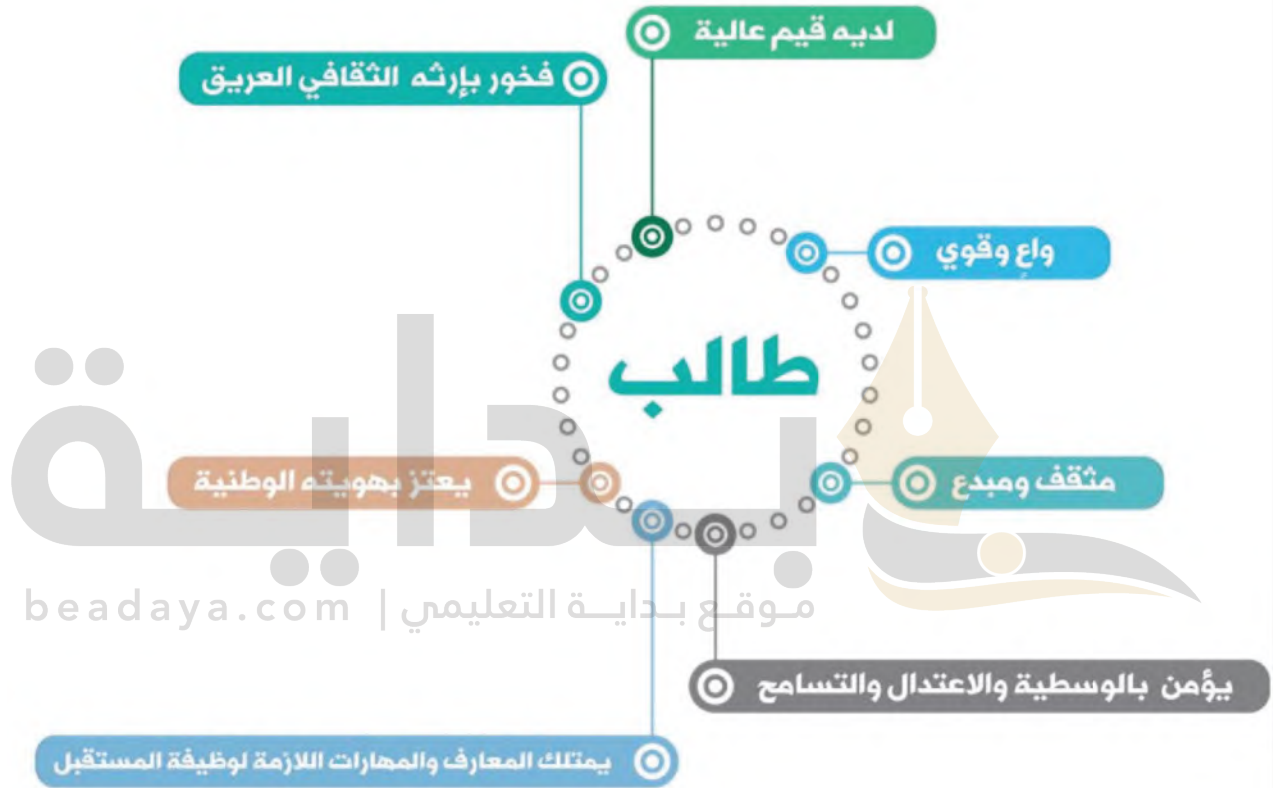 لديه قيم عالية
فخور بإرثه الثقافي العريق
واعٍ وقوي
طالب
مثقف ومبدع
يعتز بهويته الوطنية
بداية
موقع بداية التعليمي | beadaya.com
يؤمن بالوسطية والاعتدال والتسامح
يمتلك المعارف والمهارات اللازمة لوظيفة المستقبل